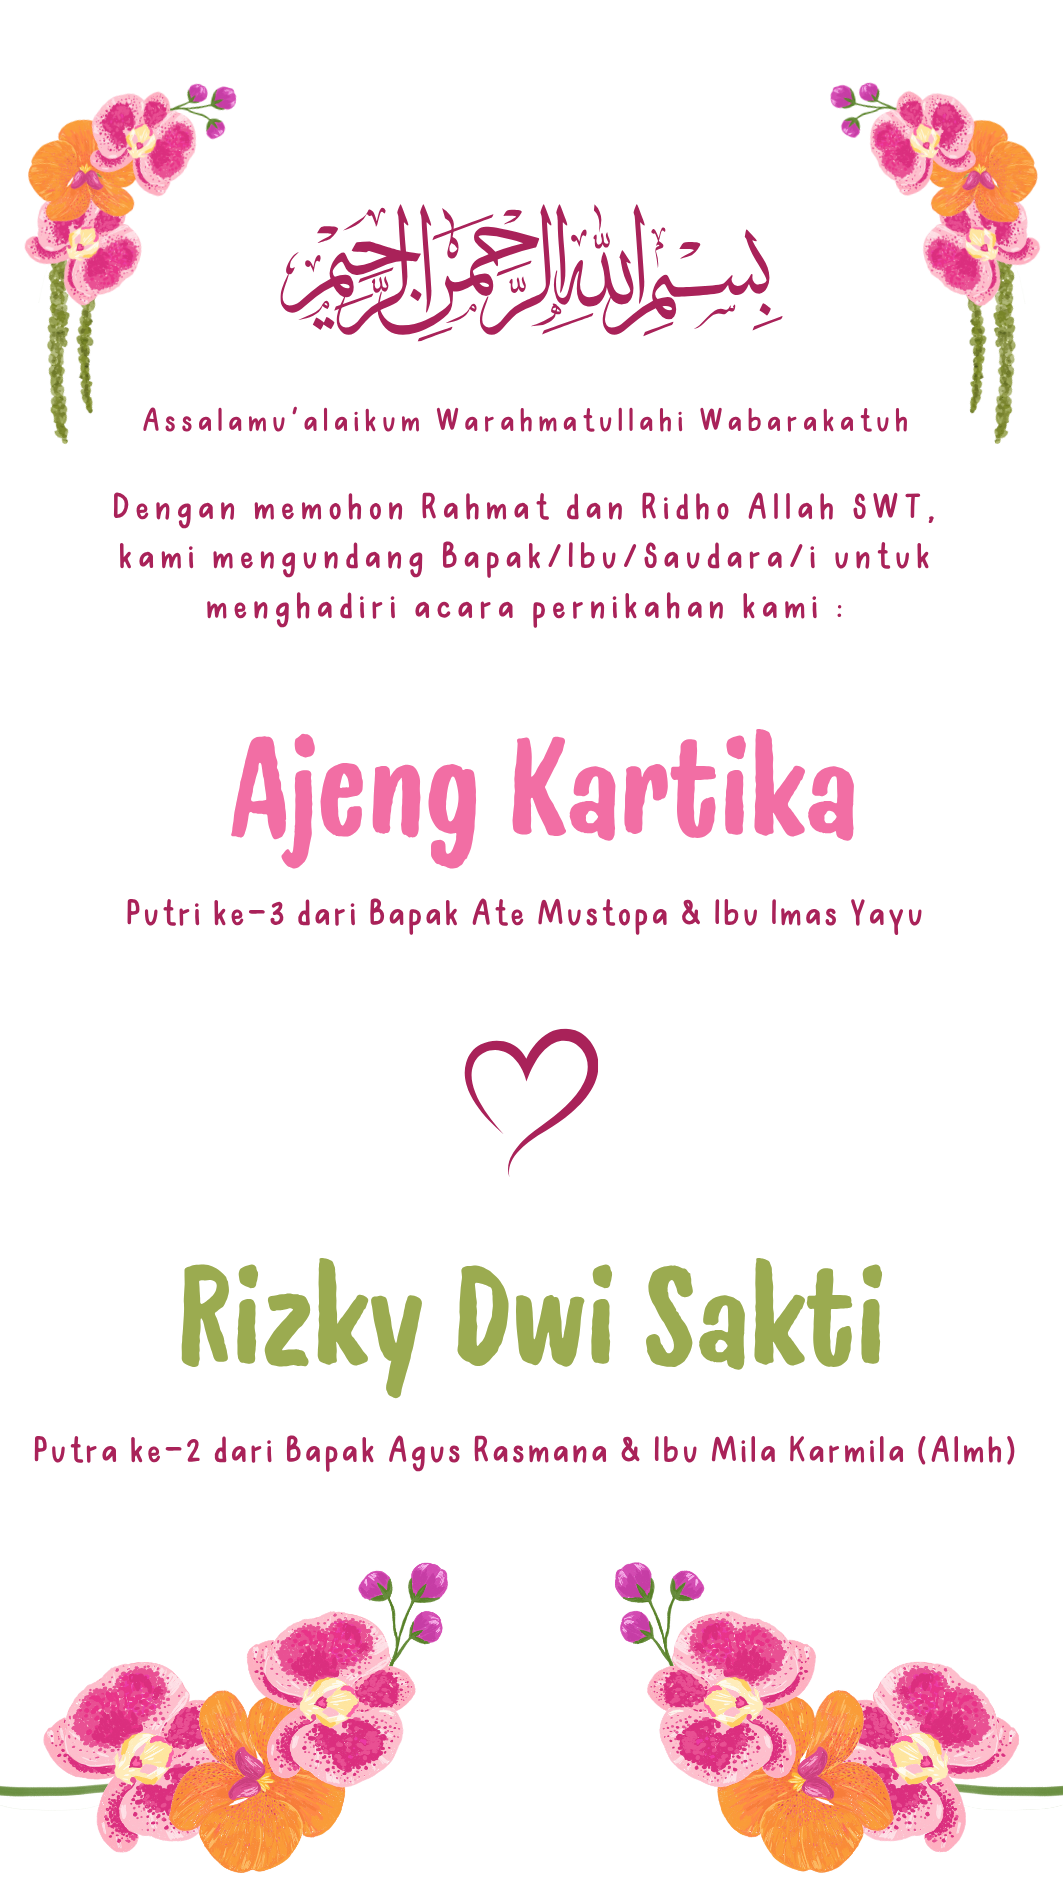 بِسْمِ اللهِ الرَّحْمٰنِ الرَّحِيْمِ
Assalamu'alaikum Warahmatullahi Wabarakatuh
Dengan memohon Rahmat dan Ridho Allah SWT,
kami mengundang Bapak/Ibu/Saudara/i untuk
menghadiri acara pernikahan kami :
Ajeng Kartika
Putri ke-3 dari Bapak Ate Mustopa & Ibu Imas Yayu
Rizky Dwi Sakti
Putra ke-2 dari Bapak Agus Rasmana & Ibu Mila Karmila (Almh)